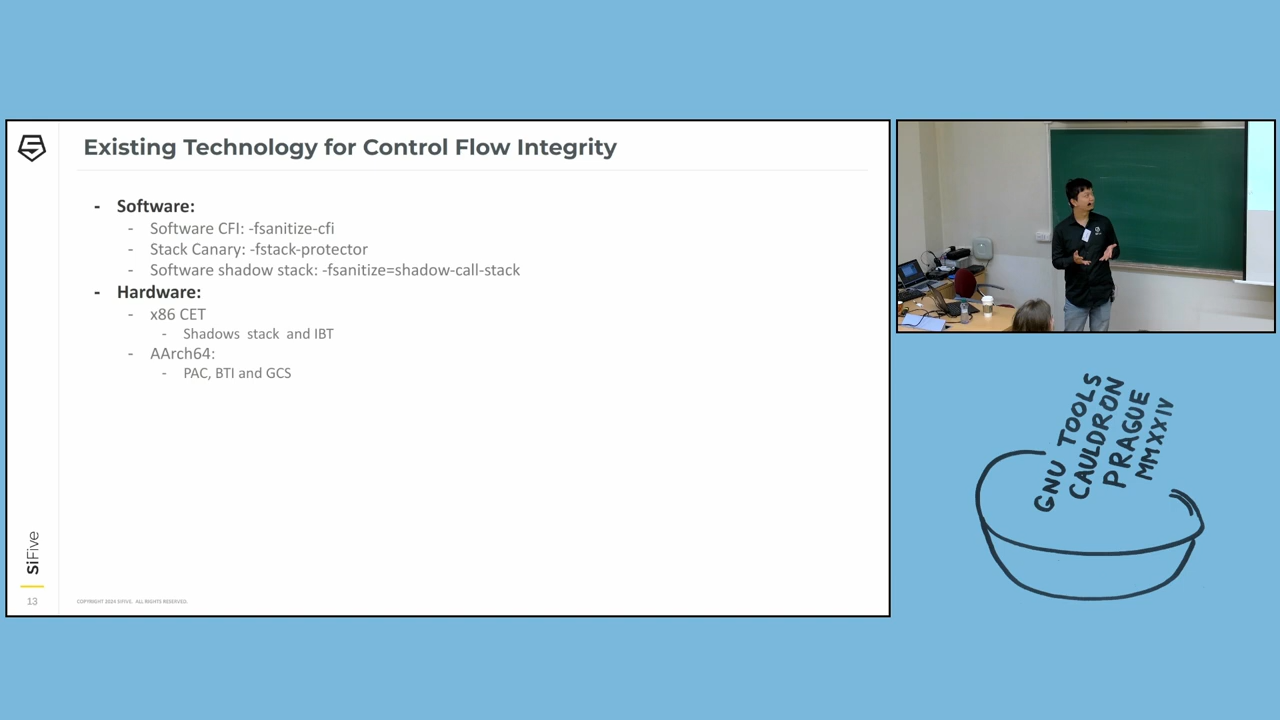 Existing Technology for Control Flow Integrity
- Software:
- Software CFI: -fsanitize-cfi
- Stack Canary: -fstack-protector
- Software shadow stack: -fsanitize=shadow-call-stack
- Hardware:
- x86 CET
- Shadows stack and IBT
- AArch64:
- PAC, BTI and GCS
SiFive
13
COPYRIGHT 2024 SIFIVE. ALL RIGHTS RESERVED.
GNU TOOLS
CAULDRON
PRAGUE
MMXXIV